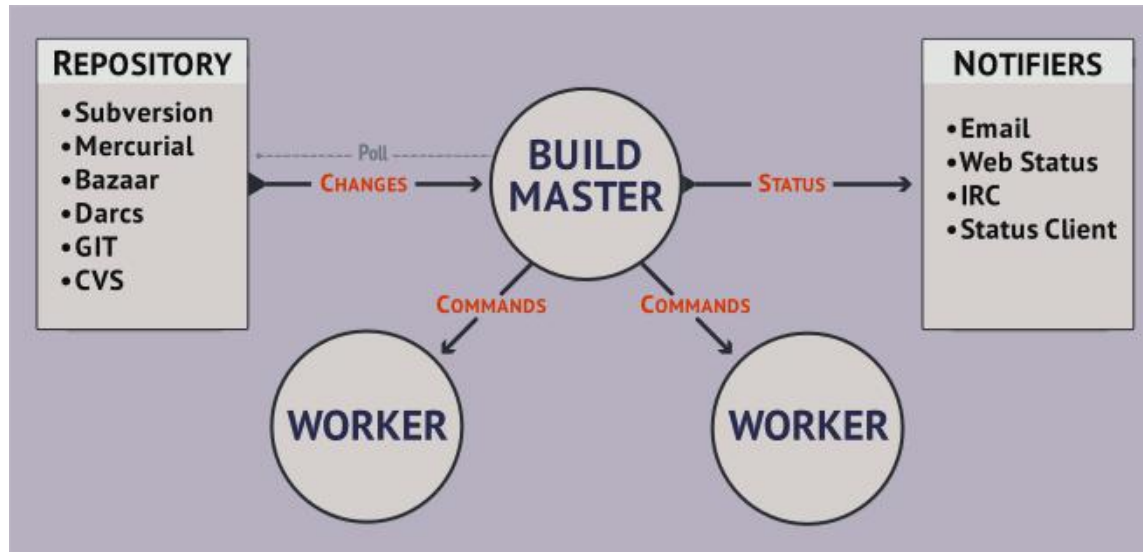 REPOSITORY
•Subversion
•Mercurial
•Bazaar
•Darcs
•GIT
•CVS
Poll
CHANGES
BUILD
MASTER
STATUS
NOTIFIERS
•Email
•Web Status
•IRC
•Status Client
COMMANDS
COMMANDS
WORKER
WORKER